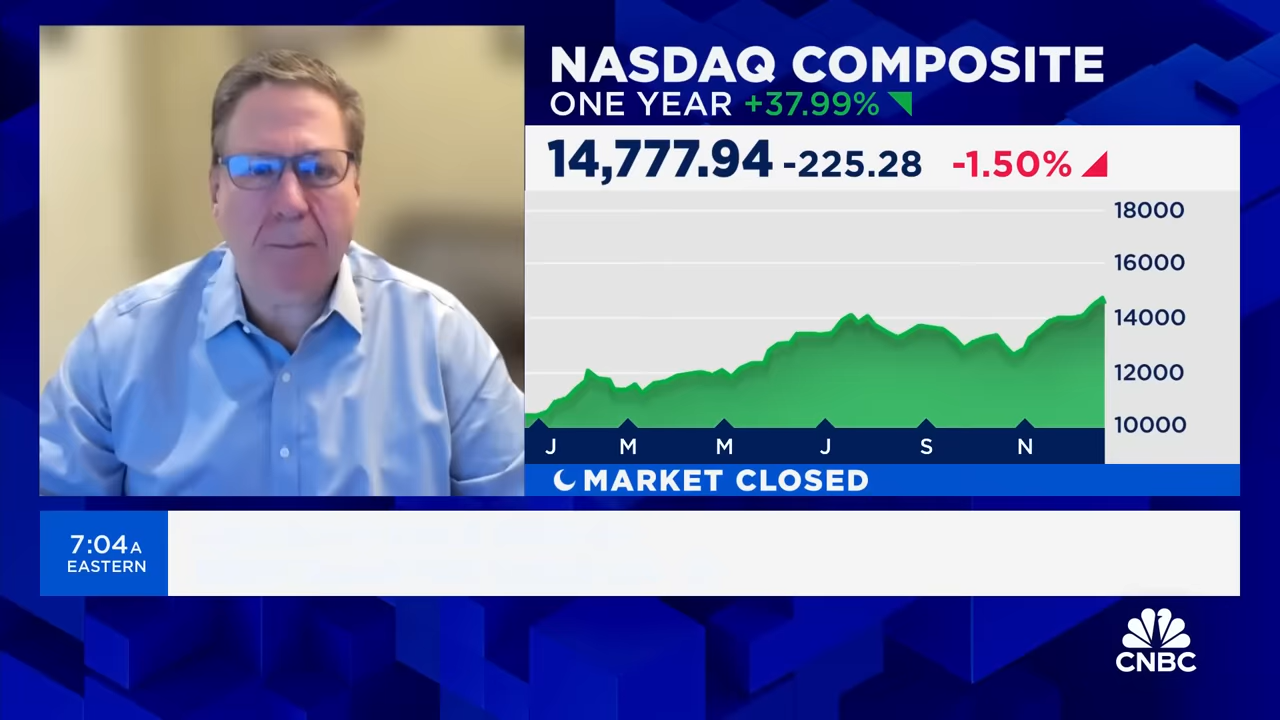 NASDAQ COMPOSITE
ONE YEAR +37.99%
14,777.94 -225.28 -1.50%
18000
16000
14000
12000
10000
J M M J S N
MARKET CLOSED
7:04A
EASTERN
CNBC